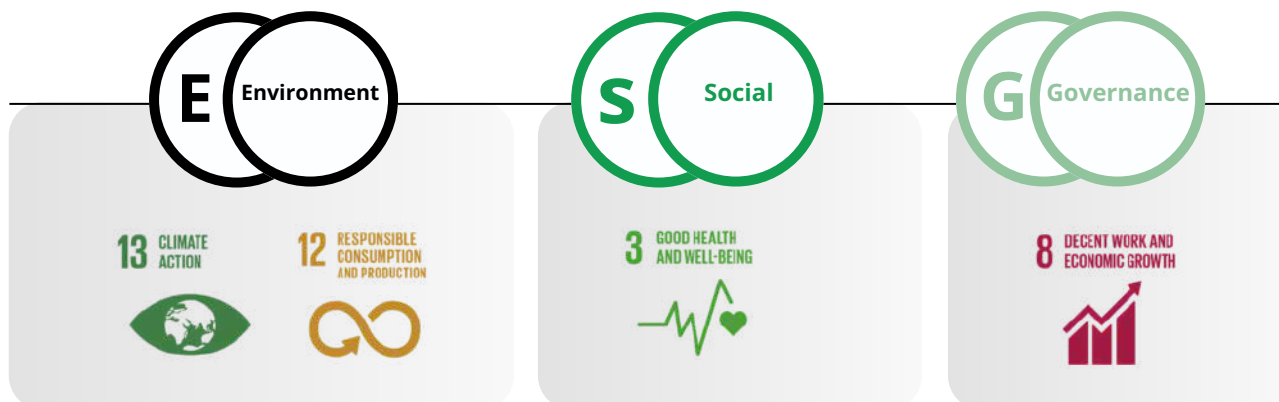 E
Environment
S
Social
G
Governance
13 CLIMATE
ACTION
12 RESPONSIBLE
CONSUMPTION
AND PRODUCTION
3 GOOD HEALTH
AND WELL-BEING
8 DECENT WORK AND
ECONOMIC GROWTH